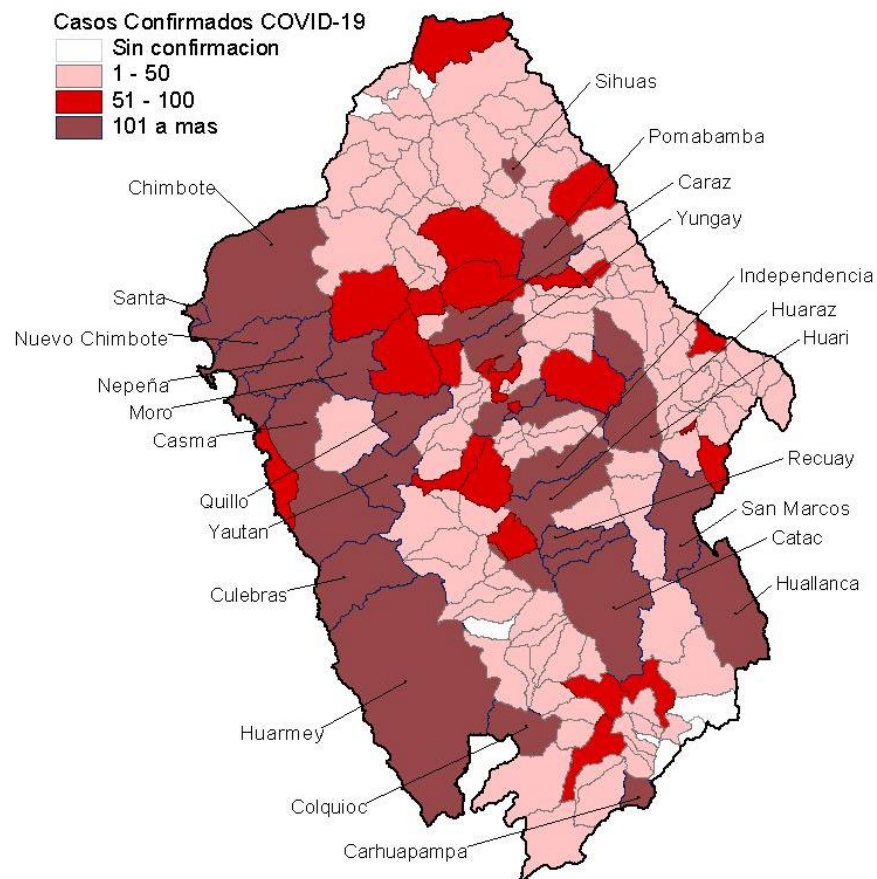 Casos Confirmados COVID-19
Sin confirmacion
1 - 50
51 - 100
101 a mas
Sihuas
Pomabamba
Caraz
Yungay
Independencia
Huaraz
Huari
Chimbote
Santa
Nuevo Chimbote
Nepeña
Moro
Casma
Quillo
Yautan
Culebras
Huarmey
Colquioc
Carhuapampa
Recuay
San Marcos
Catac
Huallanca